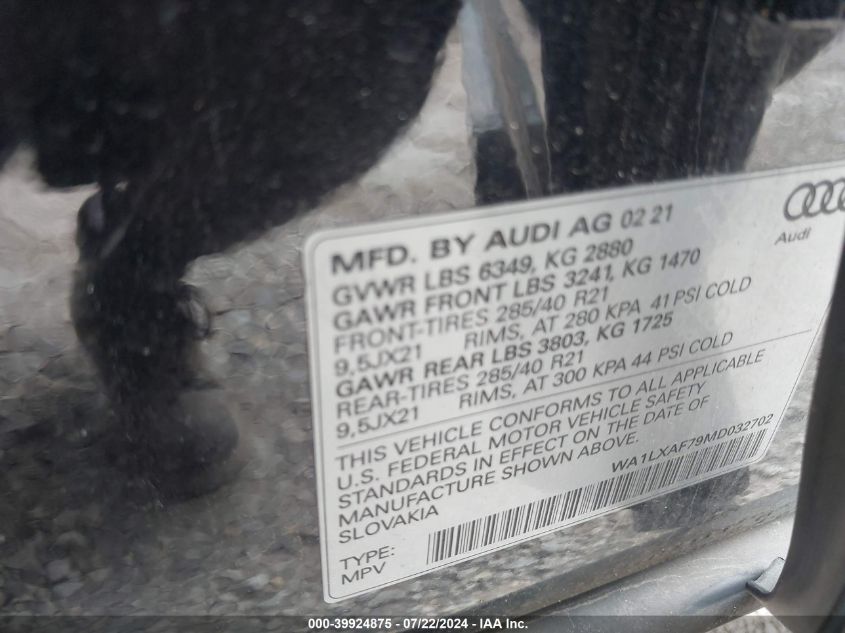 MFD. BY AUDI AG 02 21
Audi
GVWR LBS 6349, KG 2880
GAWR FRONT LBS 3241, KG 1470
FRONT-TIRES 285/40 R21
9,5JX21 RIMS, AT 280 KPA 41 PSI COLD
GAWR REAR LBS 3803, KG 1725
REAR-TIRES 285/40 R21
9,5JX21 RIMS, AT 300 KPA 44 PSI COLD
THIS VEHICLE CONFORMS TO ALL APPLICABLE
U.S. FEDERAL MOTOR VEHICLE SAFETY
STANDARDS IN EFFECT ON THE DATE OF
MANUFACTURE SHOWN ABOVE.
SLOVAKIA
WA1LXAF79MD032702
TYPE:
MPV
000-39924875 - 07/22/2024 - IAA Inc.